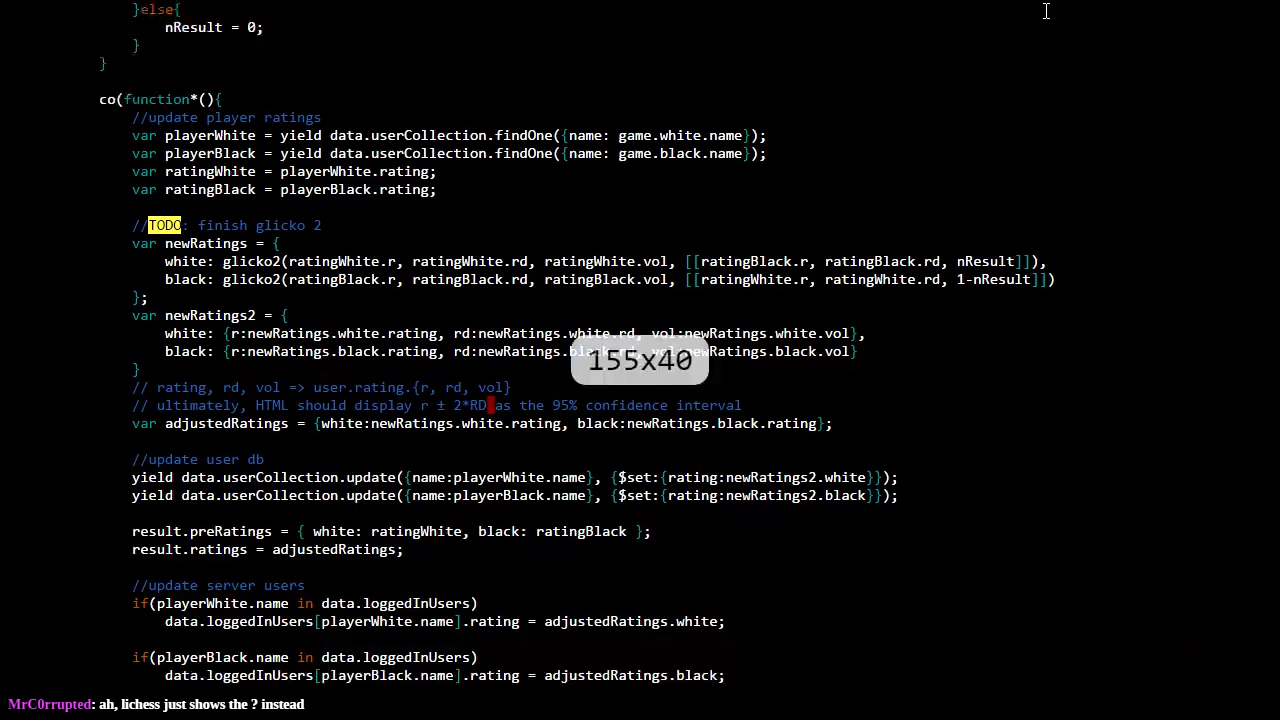 }else{
nResult = 0;
}
}
co(function*(){
//update player ratings
var playerWhite = yield data.userCollection.findOne({name: game.white.name});
var playerBlack = yield data.userCollection.findOne({name: game.black.name});
var ratingWhite = playerWhite.rating;
var ratingBlack = playerBlack.rating;
//TODO: finish glicko 2
var newRatings = {
white: glicko2(ratingWhite.r, ratingWhite.rd, ratingWhite.vol, [[ratingBlack.r, ratingBlack.rd, nResult]]),
black: glicko2(ratingBlack.r, ratingBlack.rd, ratingBlack.vol, [[ratingWhite.r, ratingWhite.rd, 1-nResult]])
};
var newRatings2 = {
white: {r:newRatings.white.rating, rd:newRatings.white.rd, vol:newRatings.white.vol},
black: {r:newRatings.black.rating, rd:newRatings.black.rd, vol:newRatings.black.vol}
155x40
}
// rating, rd, vol => user.rating.{r, rd, vol}
// ultimately, HTML should display r ± 2*RD as the 95% confidence interval
var adjustedRatings = {white:newRatings.white.rating, black:newRatings.black.rating};
//update user db
yield data.userCollection.update({name:playerWhite.name}, {$set:{rating:newRatings2.white}});
yield data.userCollection.update({name:playerBlack.name}, {$set:{rating:newRatings2.black}});
result.preRatings = { white: ratingWhite, black: ratingBlack };
result.ratings = adjustedRatings;
//update server users
if(playerWhite.name in data.loggedInUsers)
data.loggedInUsers[playerWhite.name].rating = adjustedRatings.white;
if(playerBlack.name in data.loggedInUsers)
data.loggedInUsers[playerBlack.name].rating = adjustedRatings.black;
MrC0rrupted: ah, lichess just shows the ? instead